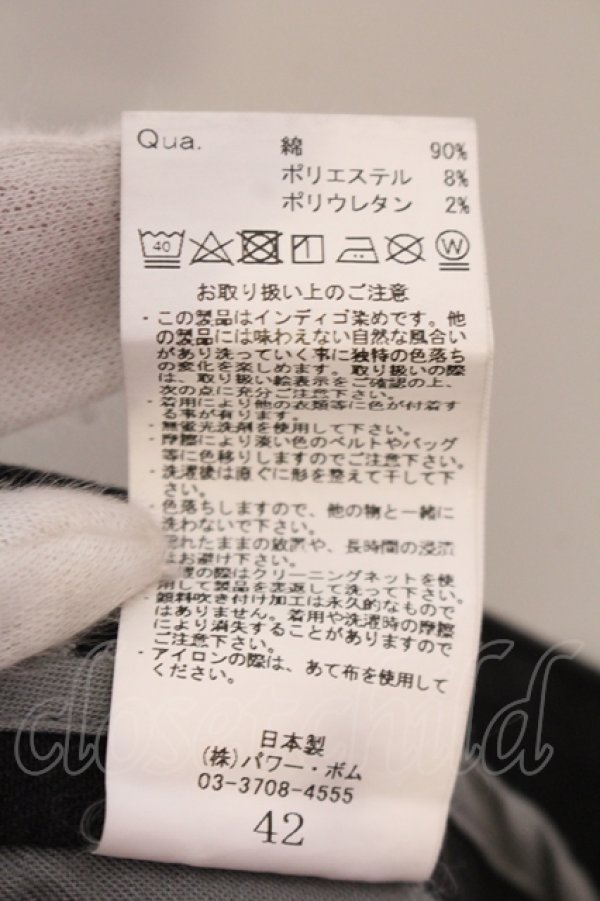 Qua. 綿 90%
ポリエステル 8%
ポリウレタン 2%
40
W
お取り扱い上のご注意
・この製品はインディゴ染めです。他
の製品には味わえない自然な風合い
があり洗っていく事に独特の色落ち
の変化を楽しめます。取り扱いの際
は、取り扱い絵表示をご確認の上、
次の点に充分ご注意下さい。
・着用により他の衣類等に色が付着す
る事が有ります。
・無蛍光洗剤を使用して下さい。
・摩擦により淡い色のベルトやバッグ
等に色移りしますのでご注意下さい。
・洗濯後は直ぐに形を整えて干して下
さい。
・色落ちしますので、他の物と一緒に
洗わないで下さい。
れたままの放置や、長時間の浸漬
はお避け下さい。
の際はクリーニングネットを使
用して製品を裏返して洗って下さい。
・顔料吹き付け加工は永久的なもので
はありません。着用や洗濯時の摩擦
により消失することがありますので
ご注意下さい。
・アイロンの際は、あて布を使用して
ください。
日本製
(株)パワー・ボム
03-3708-4555
42
closet child